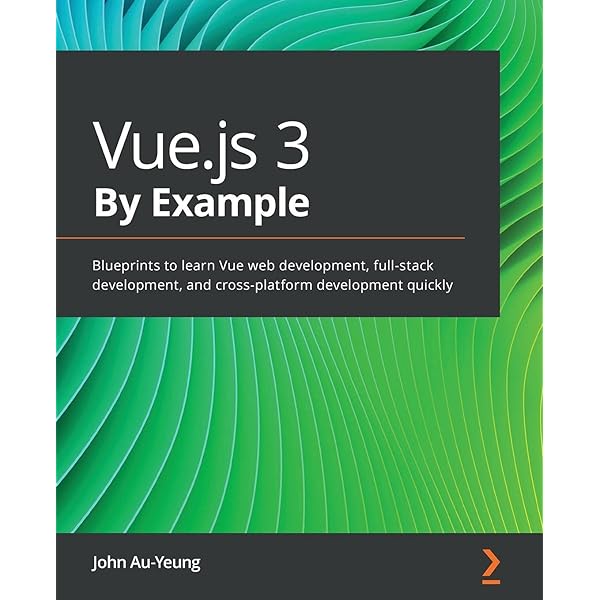 Vue.js 3
By Example
Blueprints to learn Vue web development, full-stack
development, and cross-platform development quickly
John Au-Yeung